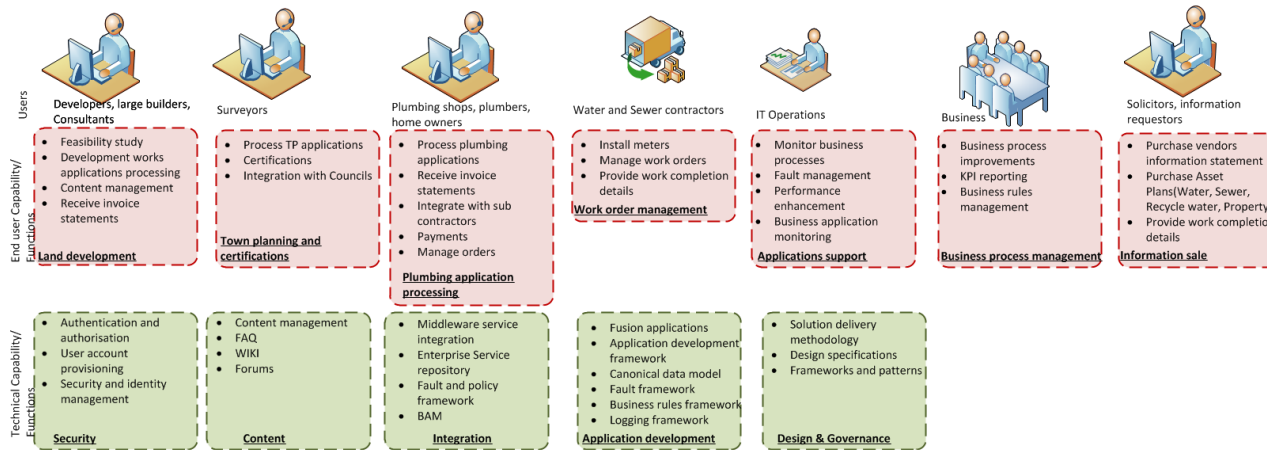 Users
Developers, large builders,
Consultants
Surveyors
Plumbing shops, plumbers,
home owners
Water and Sewer contractors
IT Operations
Business
Solicitors, information
requestors
End user Capability/
Functions
Feasibility study
Development works
applications processing
Content management
Receive invoice
statements
Land development
Process TP applications
Certifications
Integration with Councils
Town planning and
certifications
Process plumbing
applications
Receive invoice
statements
Integrate with sub
contractors
Payments
Manage orders
Plumbing application
processing
Install meters
Manage work orders
Provide work completion
details
Work order management
Monitor business
processes
Fault management
Performance
enhancement
Business application
monitoring
Applications support
Business process
improvements
KPI reporting
Business rules
management
Business process management
Purchase vendors
information statement
Purchase Asset
Plans(Water, Sewer,
Recycle water, Property
Provide work completio
details
Information sale
Technical Capability/
Functions
Authentication and
authorisation
User account
provisioning
Security and identity
management
Security
Content management
FAQ
WIKI
Forums
Content
Middleware service
integration
Enterprise Service
repository
Fault and policy
framework
BAM
Integration
Fusion applications
Application development
framework
Canonical data model
Fault framework
Business rules framework
Logging framework
Application development
Solution delivery
methodology
Design specifications
Frameworks and patterns
Design & Governance